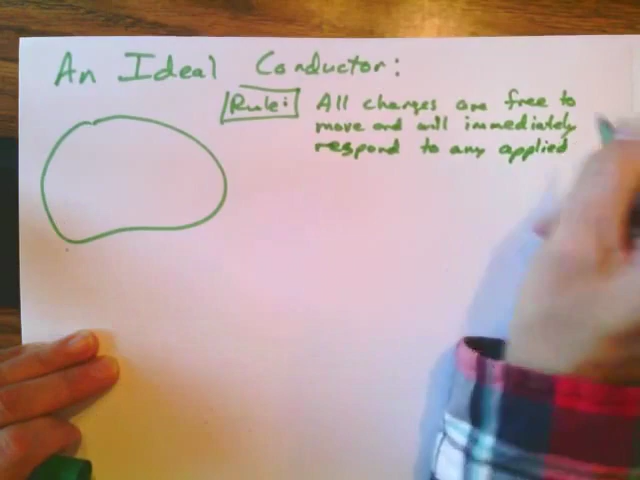 An Ideal Conductor:
Rule: All charges are free to
move and will immediately
respond to any applied